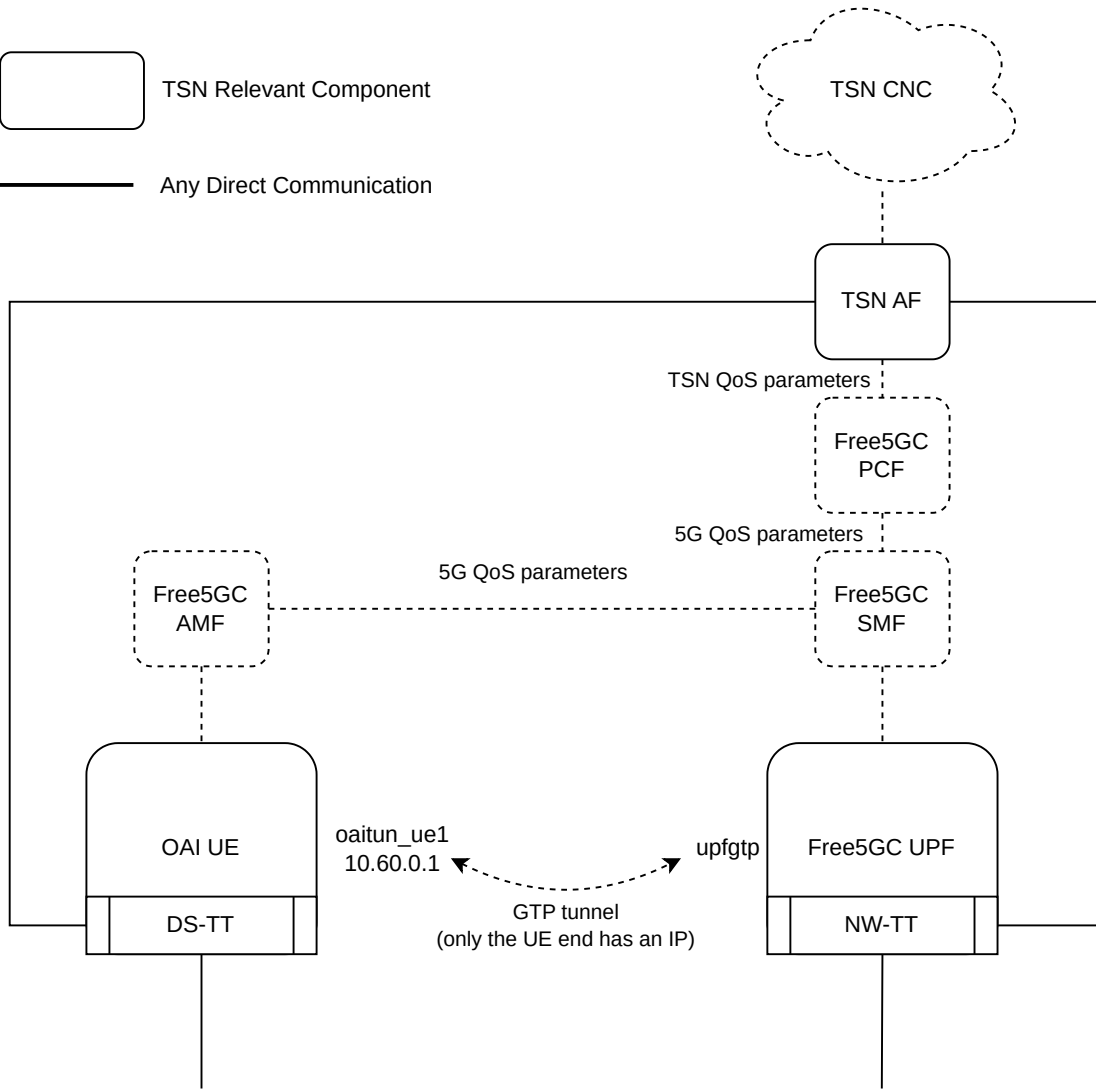 TSN Relevant Component
TSN CNC
Any Direct Communication
TSN AF
TSN QoS parameters
Free5GC
PCF
5G QoS parameters
5G QoS parameters
Free5GC
AMF
Free5GC
SMF
OAI UE
oaitun_ue1
10.60.0.1
upfgtp
Free5GC UPF
GTP tunnel
(only the UE end has an IP)
DS-TT
NW-TT